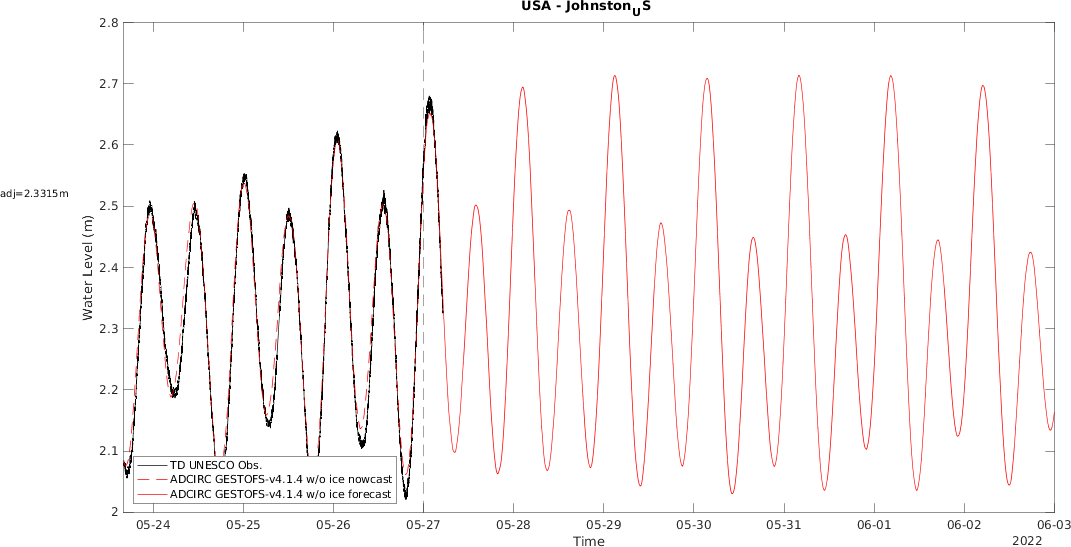 USA - Johnston_US
2.8
2.7
2.6
2.5
2.4
2.3
2.2
2.1
2
adj=2.3315m
Water Level (m)
TD UNESCO Obs.
ADCIRC GESTOFS-v4.1.4 w/o ice nowcast
ADCIRC GESTOFS-v4.1.4 w/o ice forecast
05-24 05-25 05-26 05-27 05-28 05-29 05-30 05-31 06-01 06-02 06-03
Time
2022